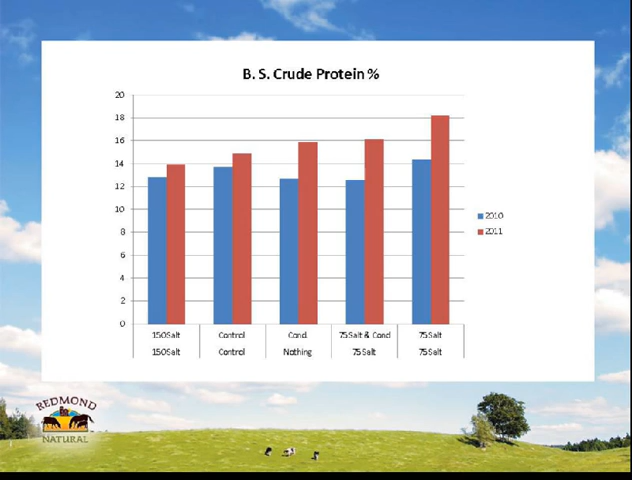 B. S. Crude Protein %
20
18
16
14
12
10
8
6
4
2
0
150Salt Control Cond. 75Salt & Cond 75Salt
150Salt Control Nothing 75Salt 75Salt
2010
2011
REDMOND
NATURAL